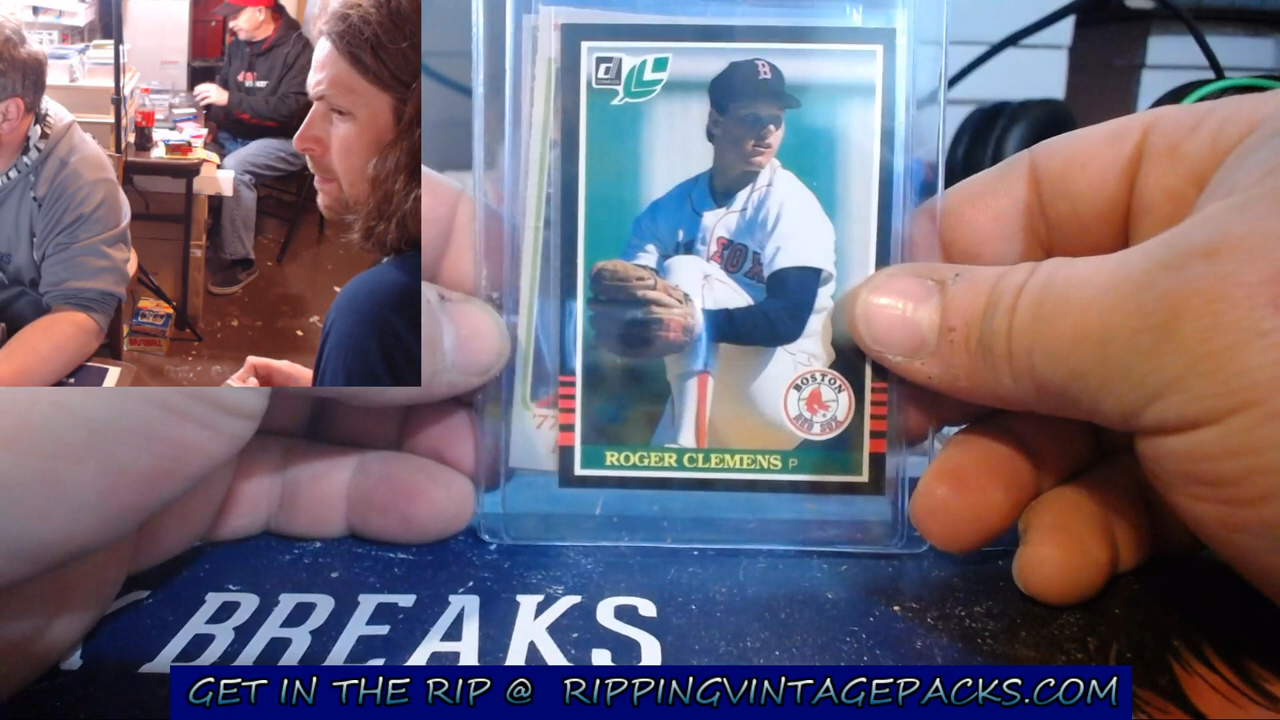 B
SOX
BOSTON
RED SOX
ROGER CLEMENS P
'77
BREAKS
GET IN THE RIP @ RIPPINGVINTAGEPACKS.COM